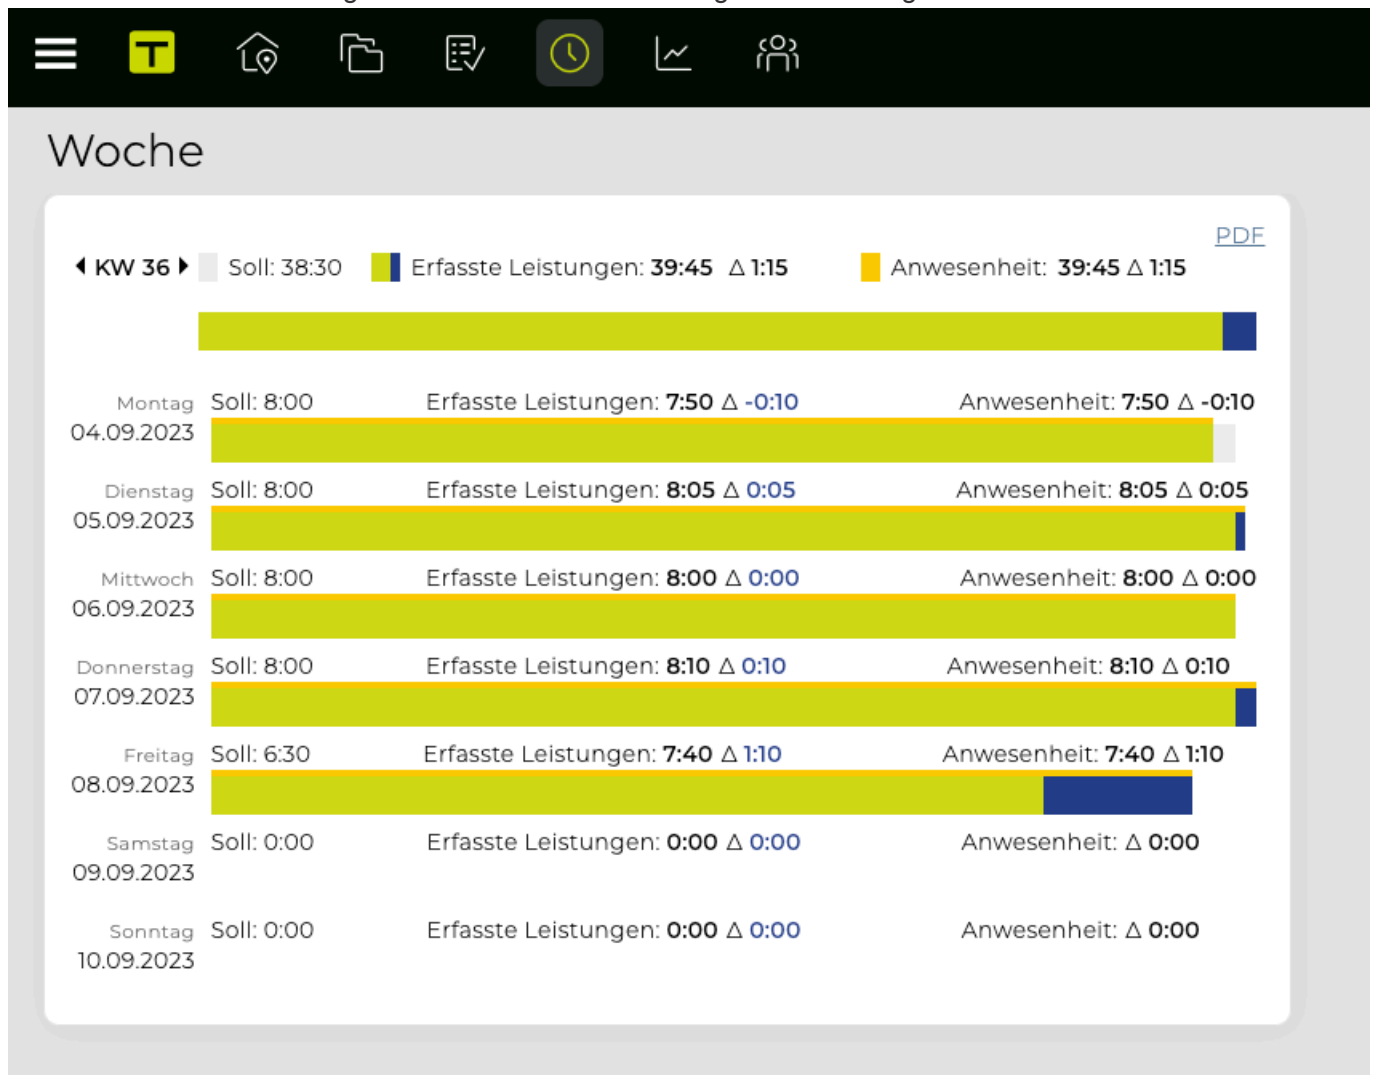 T
Woche
PDF
KW 36 Soll: 38:30 Erfasste Leistungen: 39:45 Δ 1:15 Anwesenheit: 39:45 Δ 1:15
Montag Soll: 8:00 Erfasste Leistungen: 7:50 Δ -0:10 Anwesenheit: 7:50 Δ -0:10
04.09.2023
Dienstag Soll: 8:00 Erfasste Leistungen: 8:05 Δ 0:05 Anwesenheit: 8:05 Δ 0:05
05.09.2023
Mittwoch Soll: 8:00 Erfasste Leistungen: 8:00 Δ 0:00 Anwesenheit: 8:00 Δ 0:00
06.09.2023
Donnerstag Soll: 8:00 Erfasste Leistungen: 8:10 Δ 0:10 Anwesenheit: 8:10 Δ 0:10
07.09.2023
Freitag Soll: 6:30 Erfasste Leistungen: 7:40 Δ 1:10 Anwesenheit: 7:40 Δ 1:10
08.09.2023
Samstag Soll: 0:00 Erfasste Leistungen: 0:00 Δ 0:00 Anwesenheit: Δ 0:00
09.09.2023
Sonntag Soll: 0:00 Erfasste Leistungen: 0:00 Δ 0:00 Anwesenheit: Δ 0:00
10.09.2023